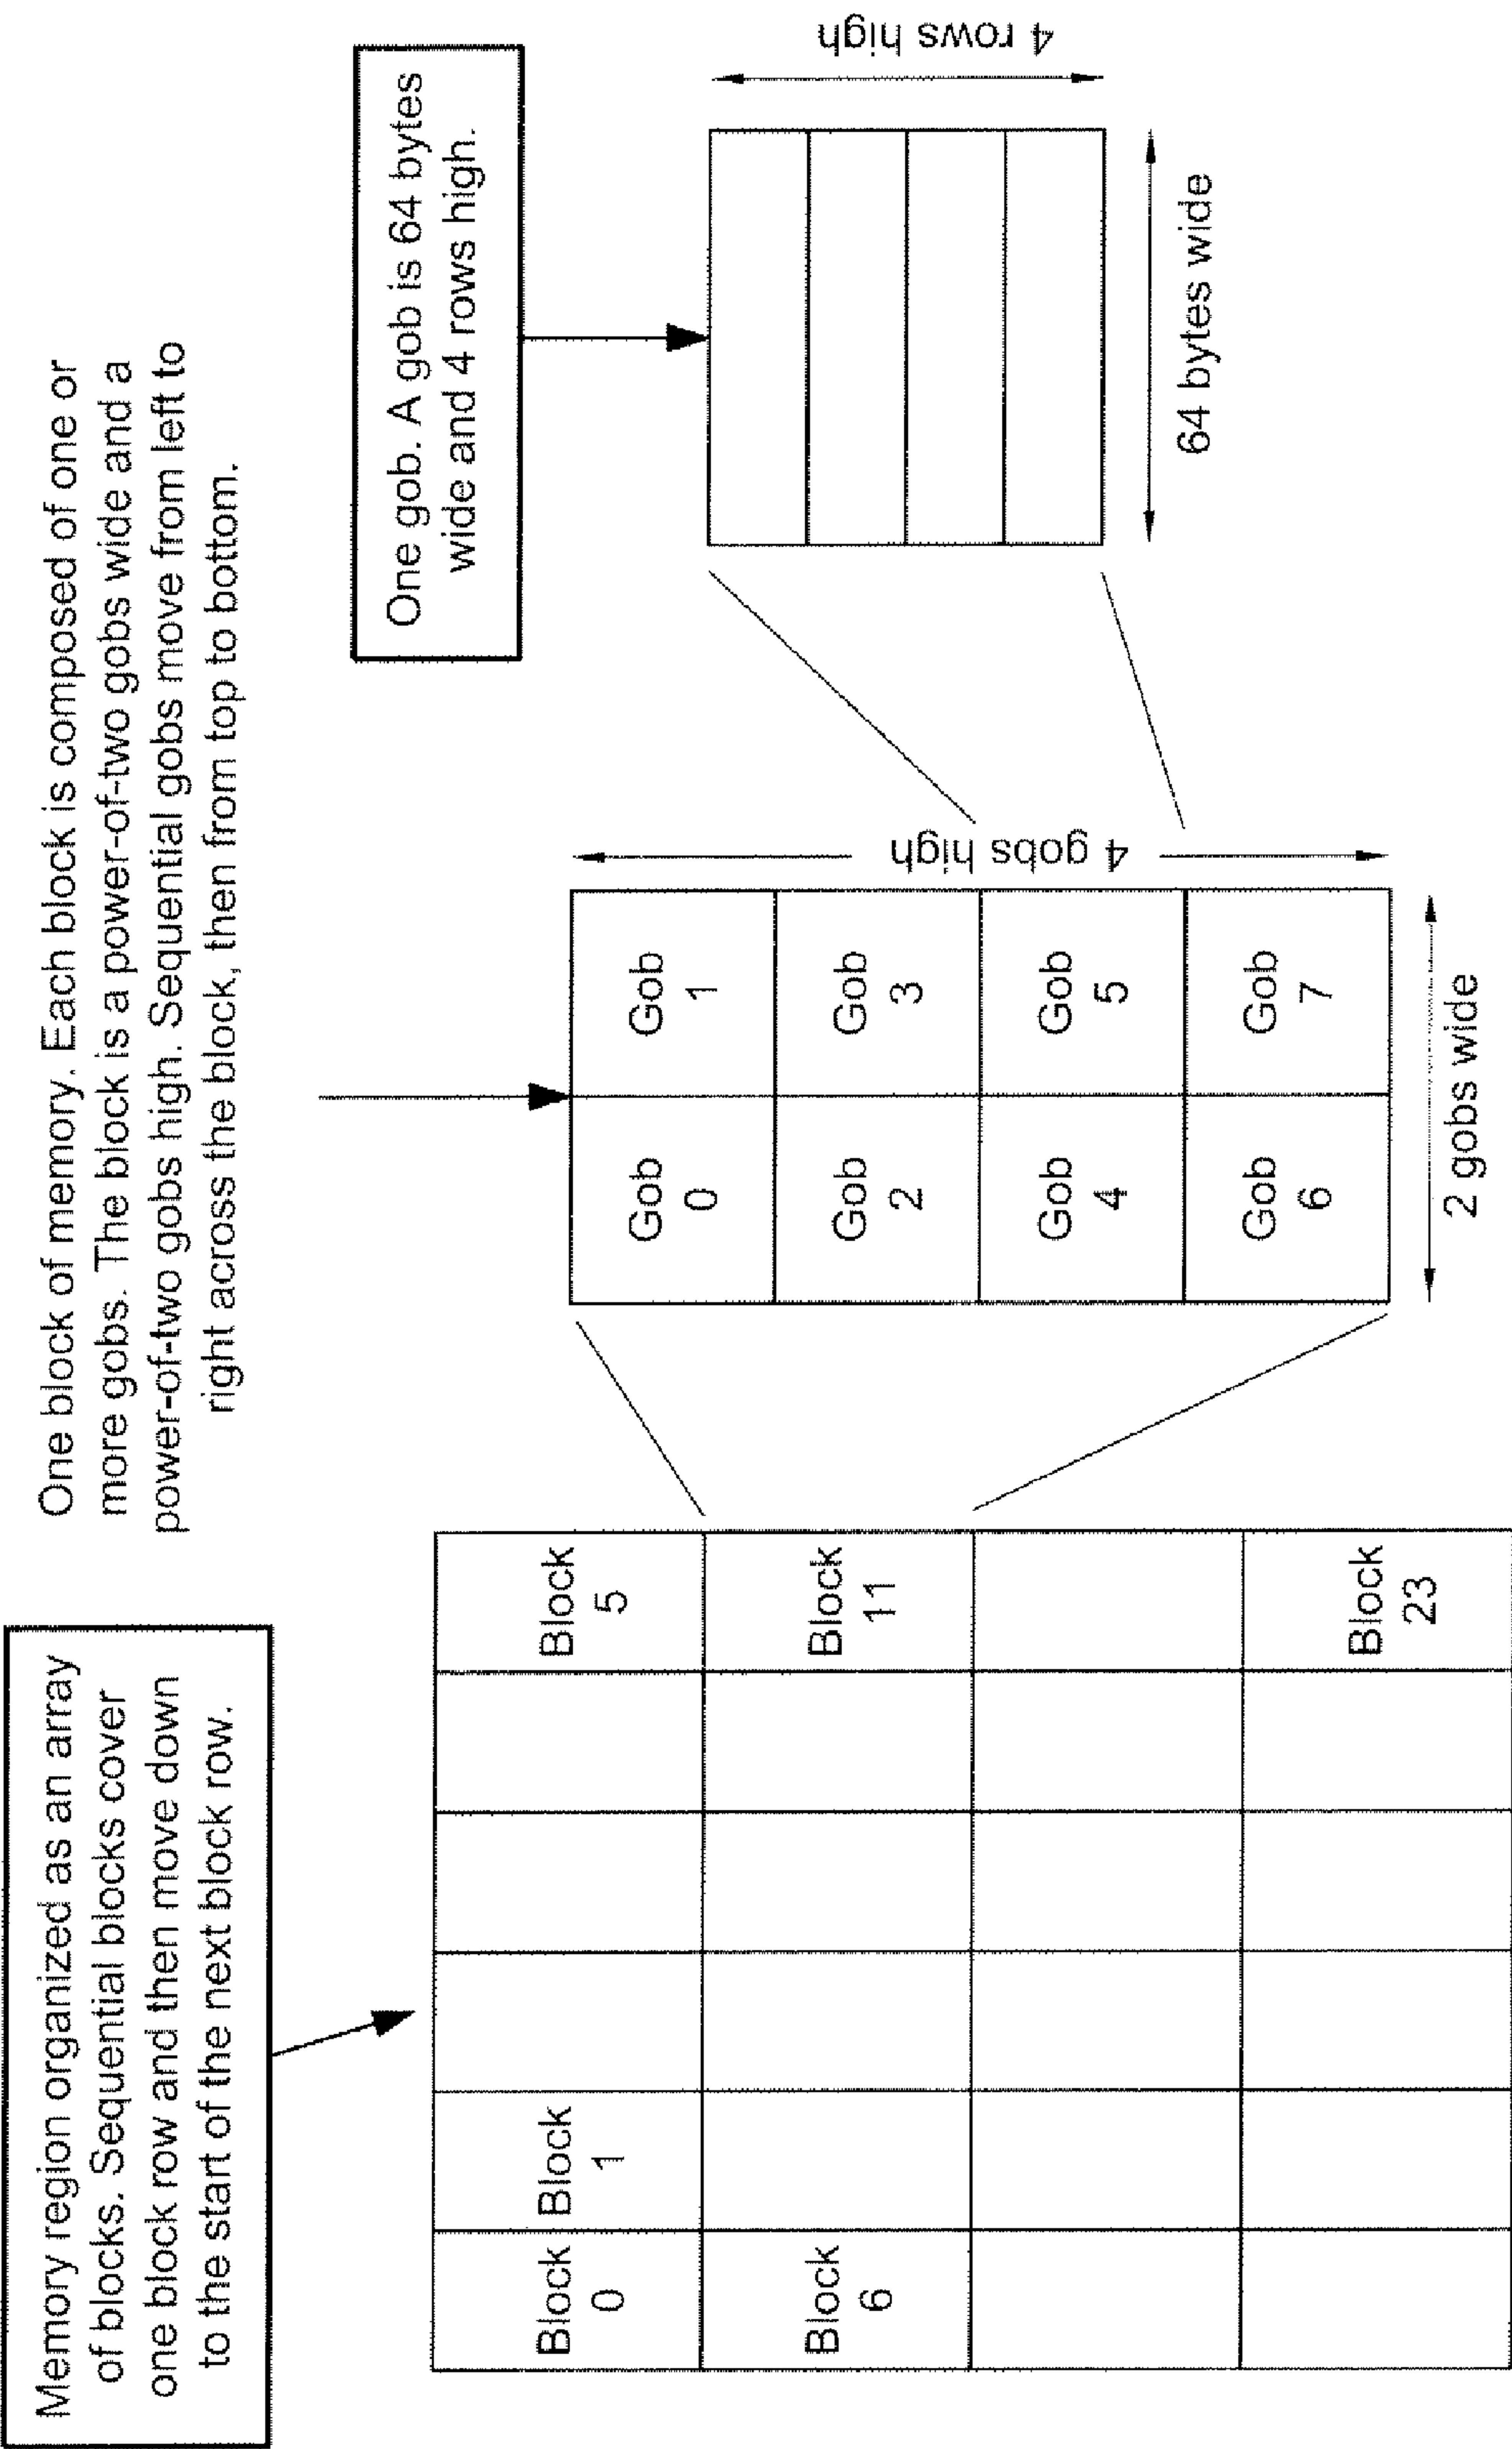 Memory region organized as an array
of blocks. Sequential blocks cover
one block row and then move down
to the start of the next block row.
One block of memory. Each block is composed of one or
more gobs. The block is a power-of-two gobs wide and a
power-of-two gobs high. Sequential gobs move from left to
right across the block, then from top to bottom.
One gob. A gob is 64 bytes
wide and 4 rows high.
Block
0
Block
1
Block
5
Block
6
Block
11
Block
23
Gob
0
Gob
1
Gob
2
Gob
3
Gob
4
Gob
5
Gob
6
Gob
7
4 gobs high
2 gobs wide
4 rows high
64 bytes wide